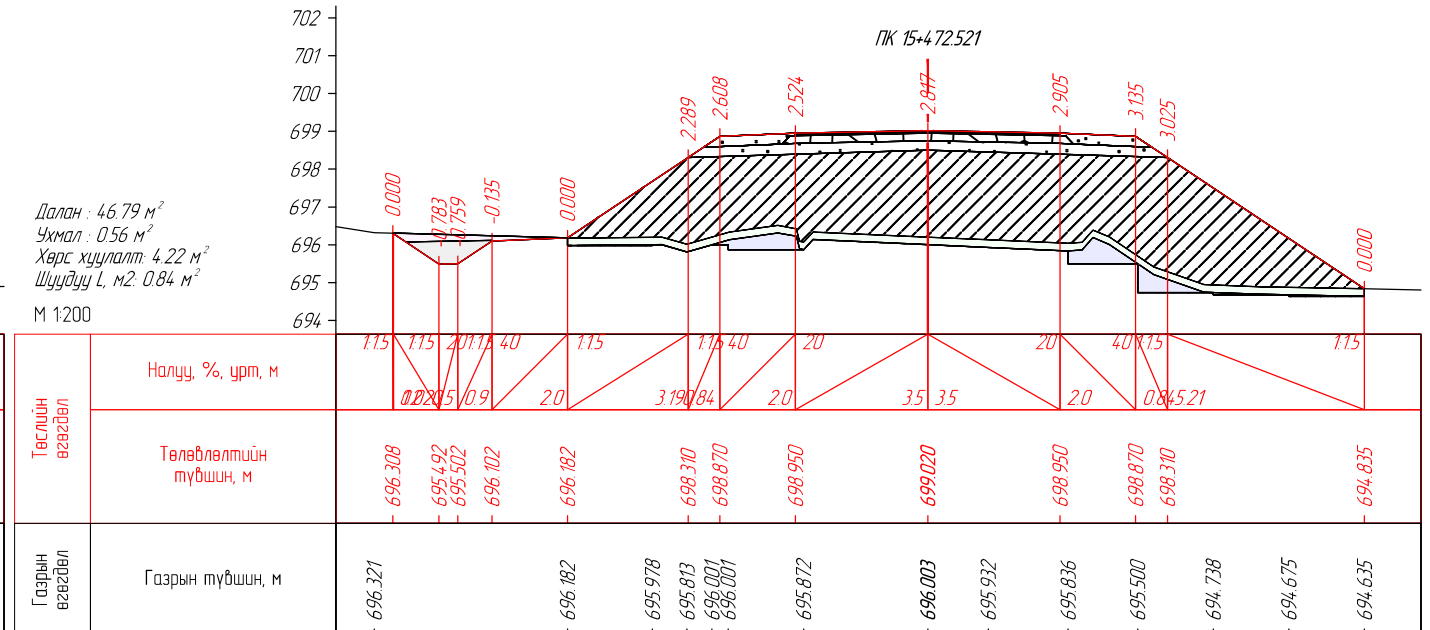 702
701
700
699
698
697
696
695
694
ПК 15+472.521
0.000
-0.783
-0.759
-0.135
0.000
2.289
2.608
2.524
2.817
2.905
3.135
3.025
0.000
Далан : 46.79 м²
Ухмал : 0.56 м²
Хөрс хуулалт: 4.22 м²
Шуудуу L, м2: 0.84 м²
М 1:200
Төслийн өгөгдөл
Налуу, %, урт, м
1:1.5 1:1.5 20 1:1.5 40 1:1.5 1:1.5 40 20 20 40 1:1.5 1:1.5
0.5 0.9 2.0 3.19 0.84 2.0 3.5 3.5 2.0 0.84 5.21
Төлөвлөлтийн түвшин, м
696.308 695.492 695.502 696.102 696.182 698.310 698.870 698.950 699.020 698.950 698.870 698.310 694.835
Газрын өгөгдөл
Газрын түвшин, м
696.321 696.182 695.978 695.813 696.001 696.001 695.872 696.003 695.932 695.836 695.500 694.738 694.675 694.635